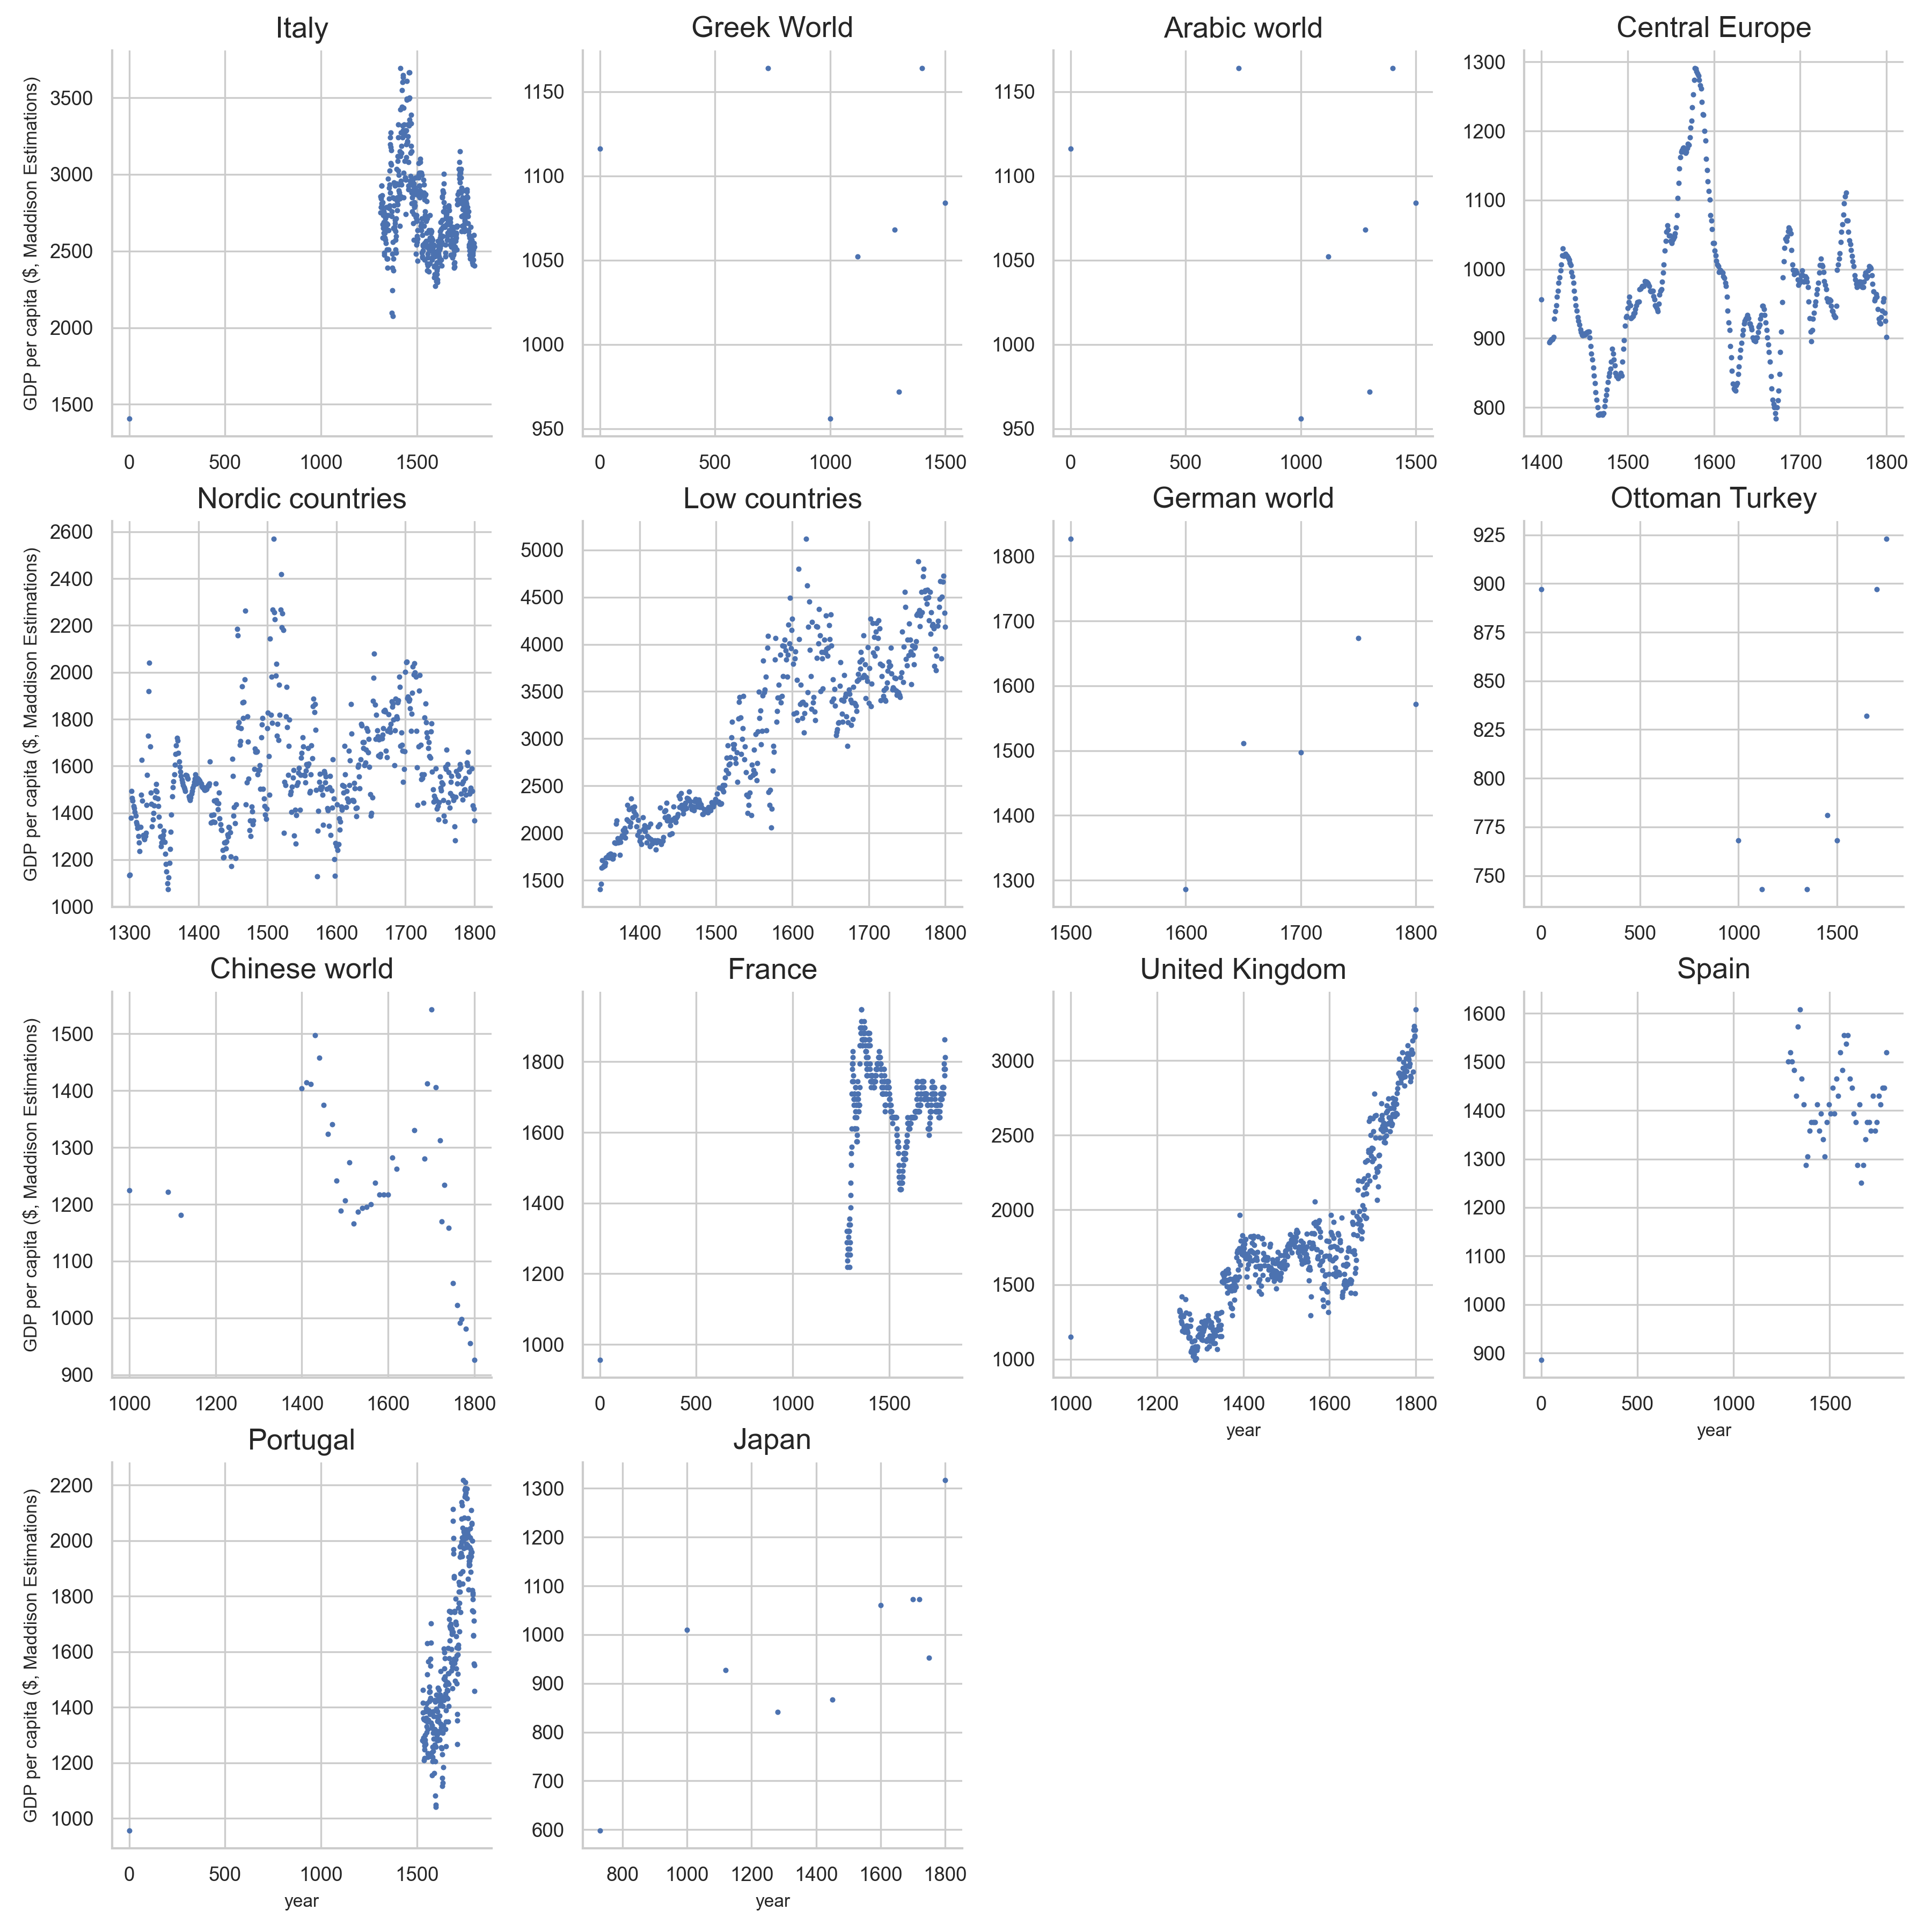 Italy
Greek World
Arabic world
Central Europe
GDP per capita ($, Maddison Estimations)
3500
3000
2500
2000
1500
0 500 1000 1500
1150
1100
1050
1000
950
0 500 1000 1500
1150
1100
1050
1000
950
0 500 1000 1500
1300
1200
1100
1000
900
800
1400 1500 1600 1700 1800
Nordic countries
Low countries
German world
Ottoman Turkey
GDP per capita ($, Maddison Estimations)
2600
2400
2200
2000
1800
1600
1400
1200
1000
1300 1400 1500 1600 1700 1800
5000
4500
4000
3500
3000
2500
2000
1500
1400 1500 1600 1700 1800
1800
1700
1600
1500
1400
1300
1500 1600 1700 1800
925
900
875
850
825
800
775
750
0 500 1000 1500
Chinese world
France
United Kingdom
Spain
GDP per capita ($, Maddison Estimations)
1500
1400
1300
1200
1100
1000
900
1000 1200 1400 1600 1800
1800
1600
1400
1200
1000
0 500 1000 1500
3000
2500
2000
1500
1000
1000 1200 1400 1600 1800
year
1600
1500
1400
1300
1200
1100
1000
900
0 500 1000 1500
year
Portugal
Japan
GDP per capita ($, Maddison Estimations)
2200
2000
1800
1600
1400
1200
1000
0 500 1000 1500
year
1300
1200
1100
1000
900
800
700
600
800 1000 1200 1400 1600 1800
year